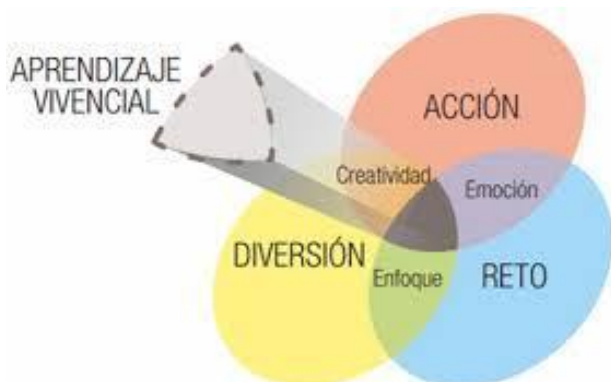 APRENDIZAJE
VIVENCIAL
ACCIÓN
Creatividad
Emoción
DIVERSIÓN
Enfoque
RETO